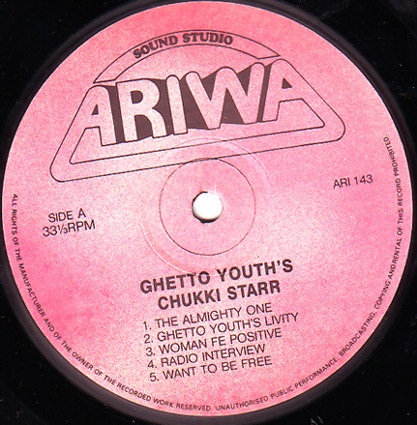 SOUND STUDIO
ARIWA
ARI 143
SIDE A
33⅓RPM
GHETTO YOUTH'S
CHUKKI STARR
1. THE ALMIGHTY ONE
2. GHETTO YOUTH'S LIVITY
3. WOMAN FE POSITIVE
4. RADIO INTERVIEW
5. WANT TO BE FREE
ALL RIGHTS OF THE MANUFACTURER AND OF THE OWNER OF THE RECORDED WORK RESERVED. UNAUTHORISED PUBLIC PERFORMANCE, BROADCASTING, COPYING AND RENTAL OF THIS RECORD PROHIBITED